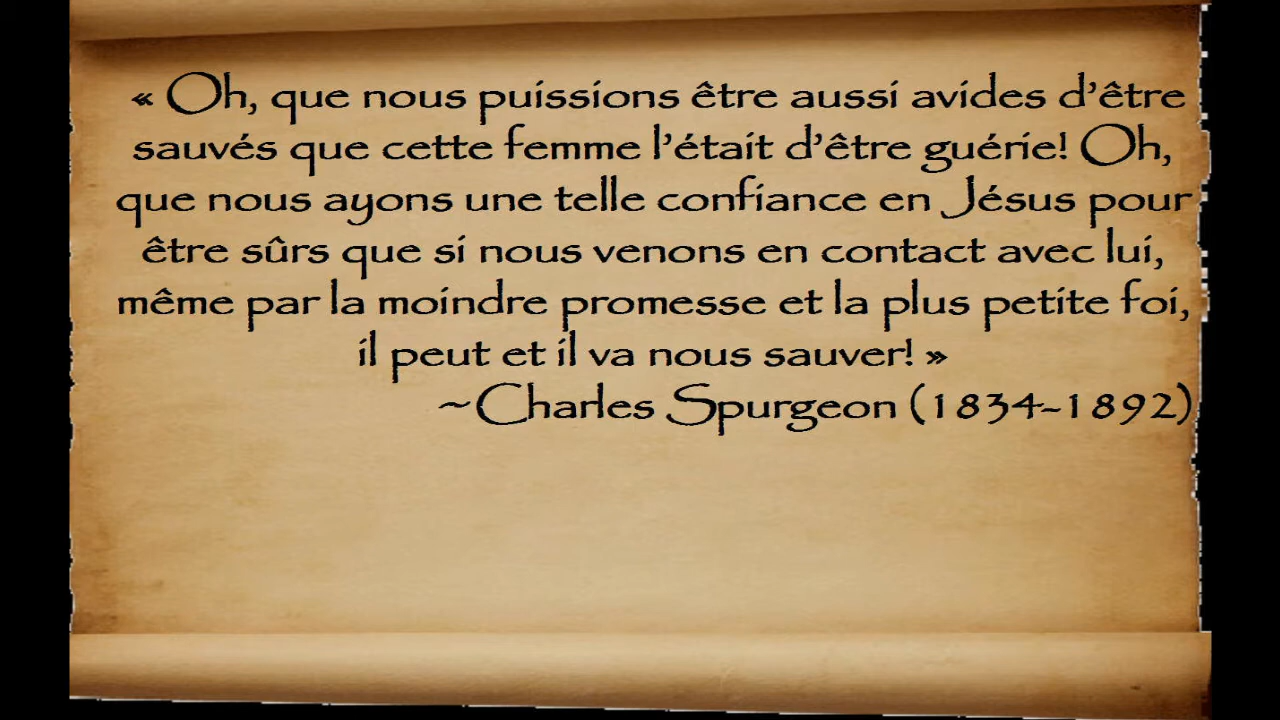 « Oh, que nous puissions être aussi avides d’être
sauvés que cette femme l’était d’être guérie! Oh,
que nous ayons une telle confiance en Jésus pour
être sûrs que si nous venons en contact avec lui,
même par la moindre promesse et la plus petite foi,
il peut et il va nous sauver! »
~Charles Spurgeon (1834-1892)